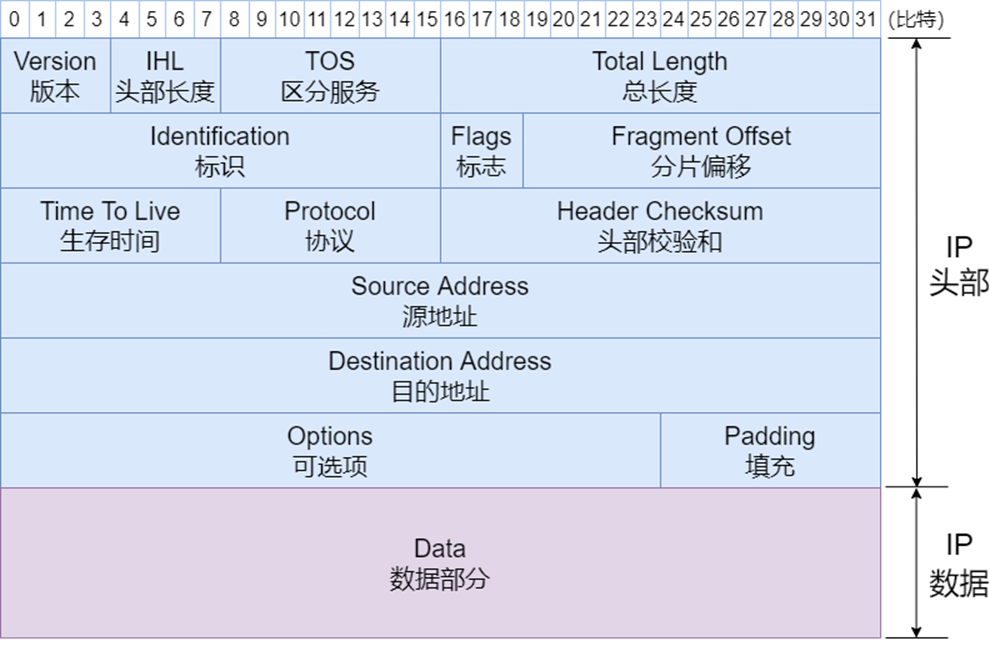 0 1 2 3 4 5 6 7 8 9 10 11 12 13 14 15 16 17 18 19 20 21 22 23 24 25 26 27 28 29 30 31 (比特)
Version
版本
IHL
头部长度
TOS
区分服务
Total Length
总长度
Identification
标识
Flags
标志
Fragment Offset
分片偏移
Time To Live
生存时间
Protocol
协议
Header Checksum
头部校验和
Source Address
源地址
Destination Address
目的地址
Options
可选项
Padding
填充
IP
头部
Data
数据部分
IP
数据